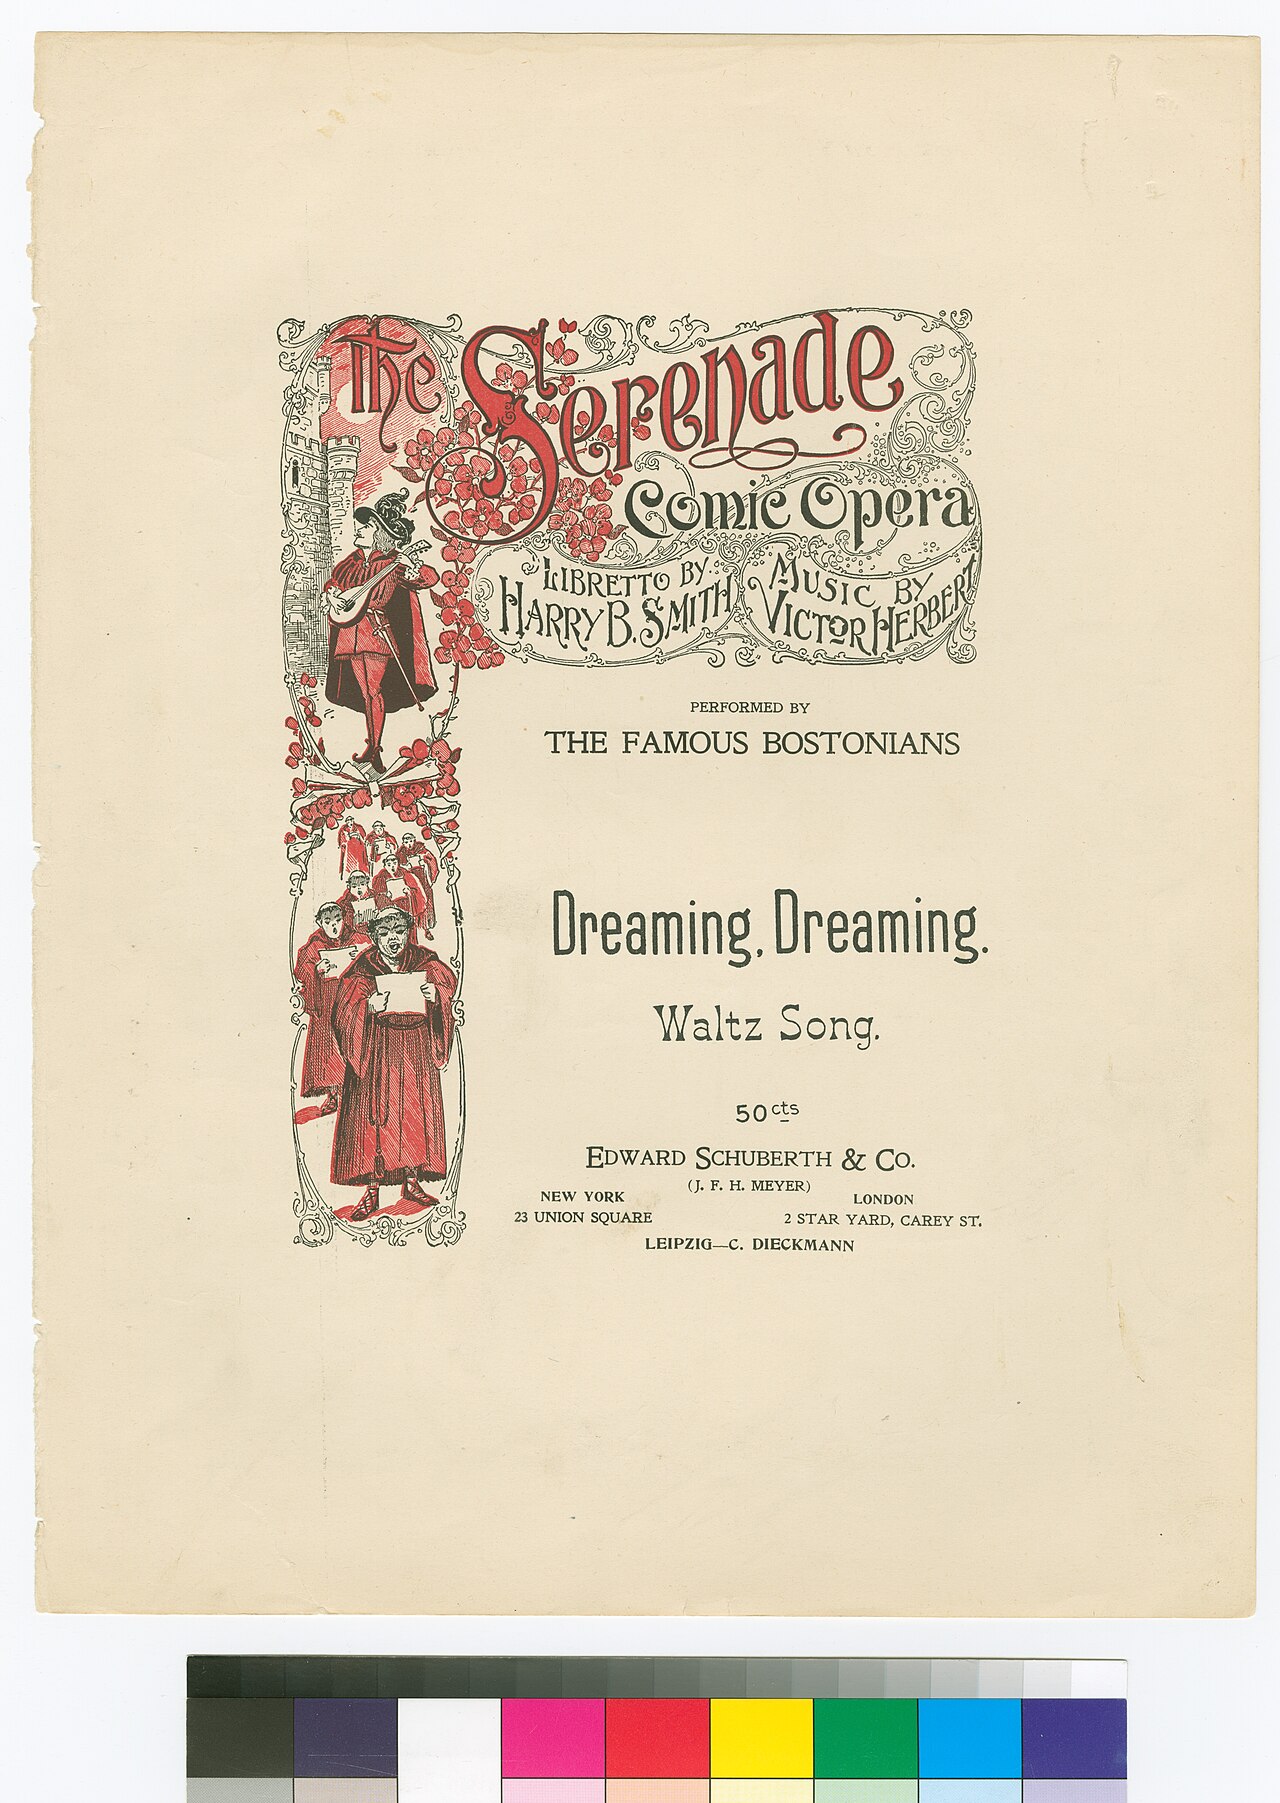 The Serenade
Comic Opera
LIBRETTO BY
HARRY B. SMITH
MUSIC BY
VICTOR HERBERT
PERFORMED BY
THE FAMOUS BOSTONIANS
Dreaming, Dreaming.
Waltz Song.
50 cts
EDWARD SCHUBERTH & CO.
(J. F. H. MEYER)
NEW YORK
23 UNION SQUARE
LONDON
2 STAR YARD, CAREY ST.
LEIPZIG—C. DIECKMANN